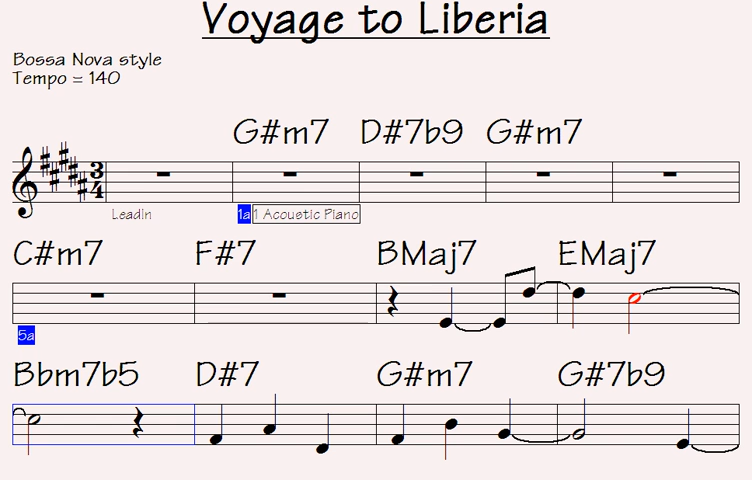 Voyage to Liberia
Bossa Nova style
Tempo = 140
G#m7 D#7b9 G#m7
3
4
LeadIn 1a 1 Acoustic Piano
C#m7 F#7 BMaj7 EMaj7
5a
Bbm7b5 D#7 G#m7 G#7b9